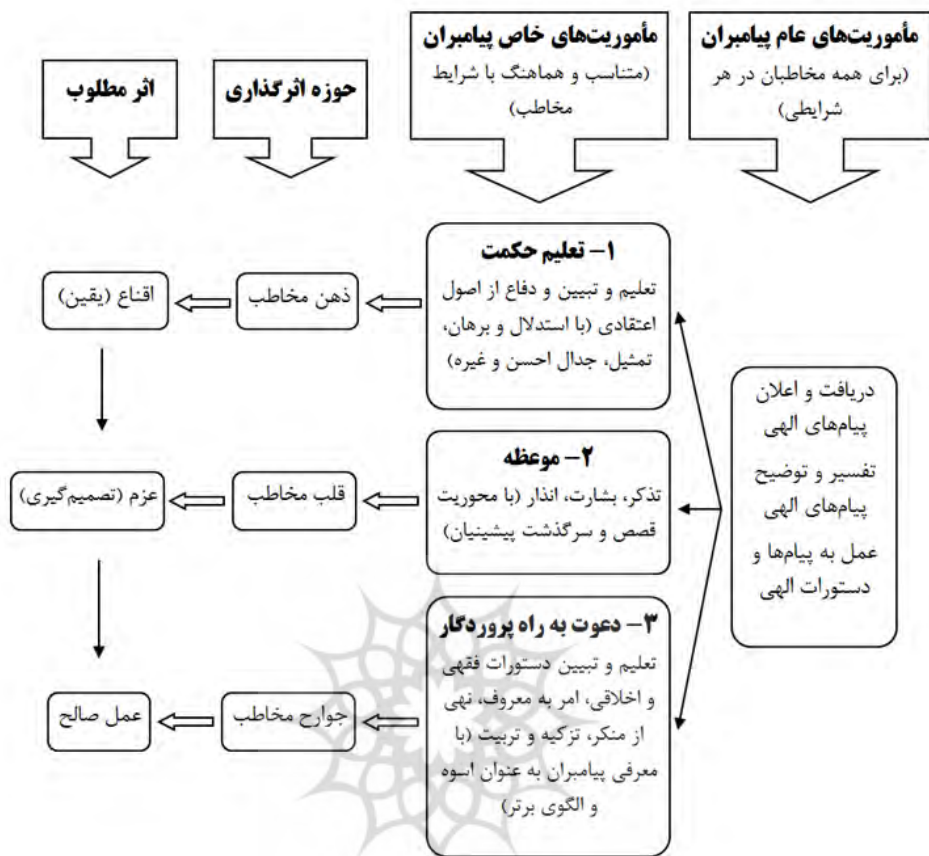 مأموریت‌های عام پیامبران
(برای همه مخاطبان در هر
شرایطی)
مأموریت‌های خاص پیامبران
(متناسب و هماهنگ با شرایط
مخاطب)
حوزه اثرگذاری
اثر مطلوب
دریافت و اعلان
پیام‌های الهی
تفسیر و توضیح
پیام‌های الهی
عمل به پیام‌ها و
دستورات الهی
۱- تعلیم حکمت
تعلیم و تبیین و دفاع از اصول
اعتقادی (با استدلال و برهان،
تمثیل، جدال احسن و غیره)
ذهن مخاطب
اقناع (یقین)
۲- موعظه
تذکر، بشارت، انذار (با محوریت
قصص و سرگذشت پیشینیان)
قلب مخاطب
عزم (تصمیم‌گیری)
۳- دعوت به راه پروردگار
تعلیم و تبیین دستورات فقهی
و اخلاقی، امر به معروف، نهی
از منکر، تزکیه و تربیت (با
معرفی پیامبران به عنوان اسوه
و الگوی برتر)
جوارح مخاطب
عمل صالح